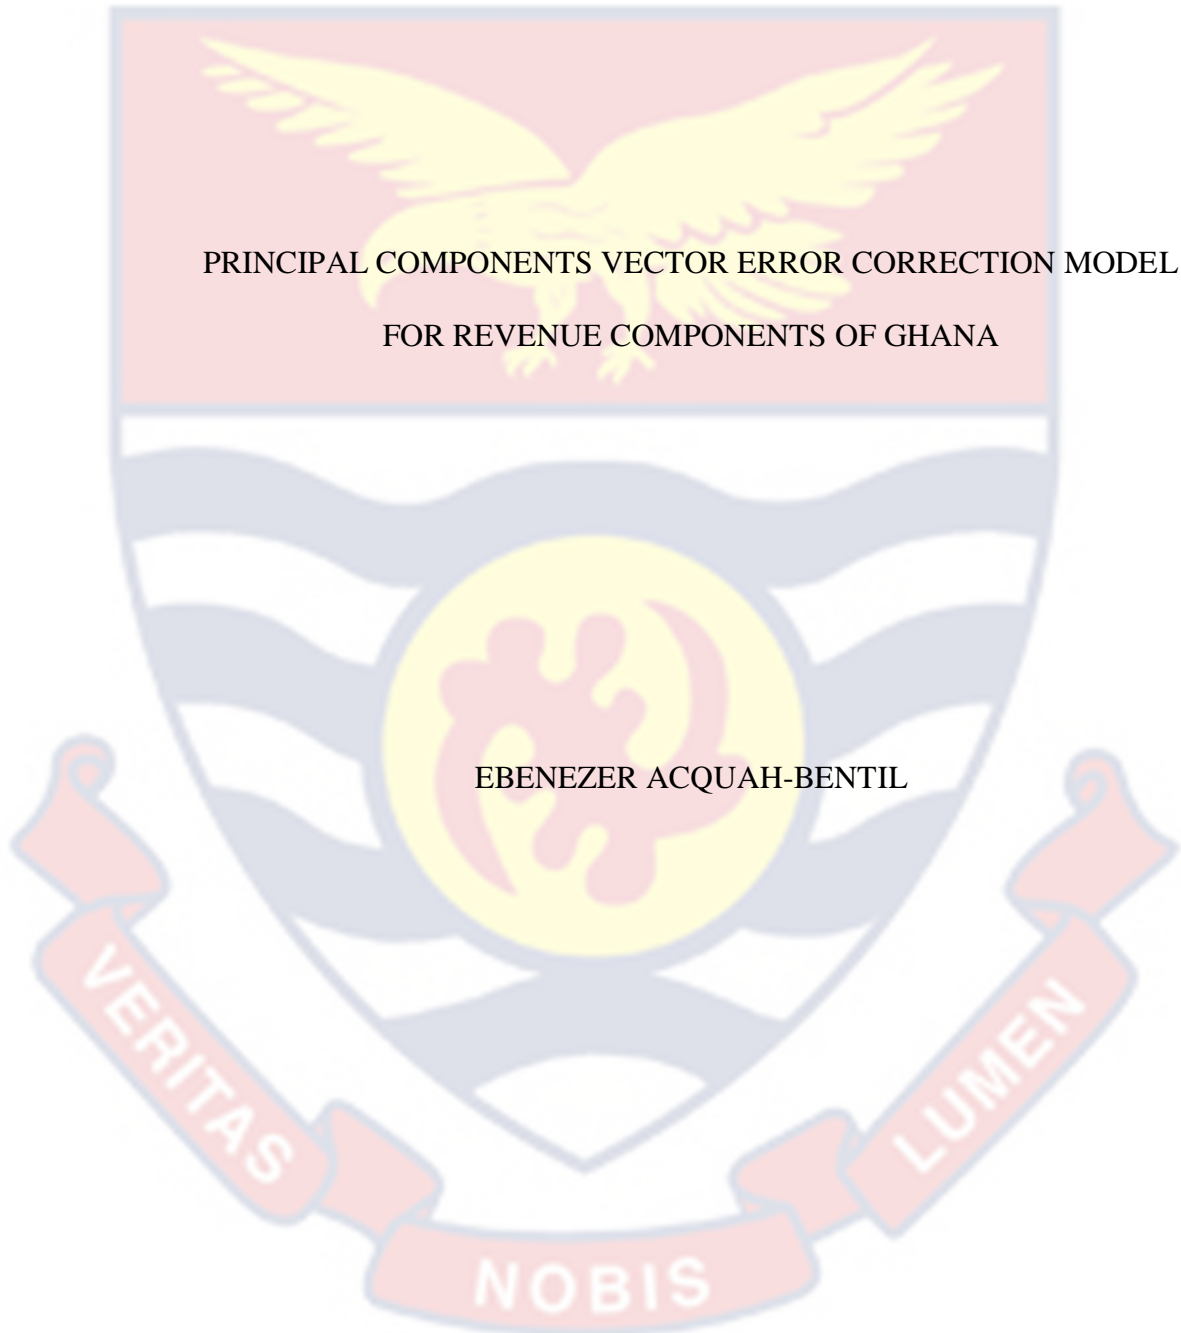 PRINCIPAL COMPONENTS VECTOR ERROR CORRECTION MODEL
FOR REVENUE COMPONENTS OF GHANA
EBENEZER ACQUAH-BENTIL
VERITAS
NOBIS
LUMEN